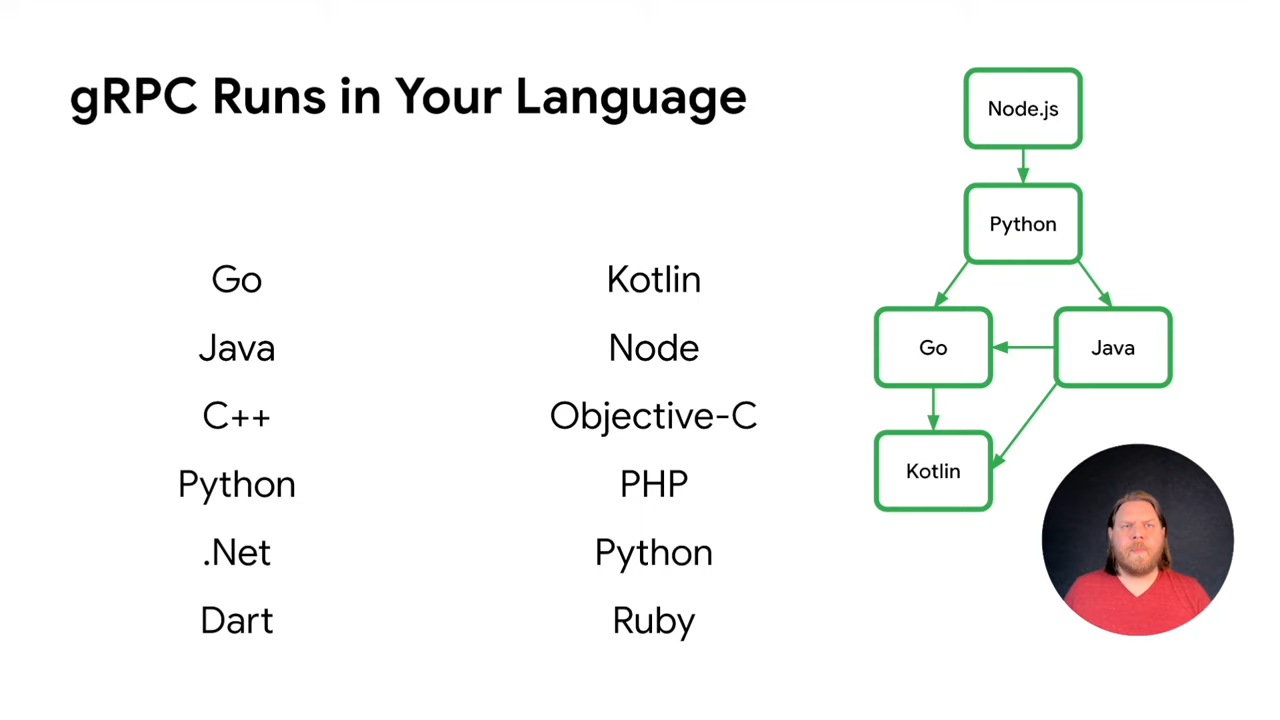 gRPC Runs in Your Language
Go
Java
C++
Python
.Net
Dart
Kotlin
Node
Objective-C
PHP
Python
Ruby
Node.js
Python
Go
Java
Kotlin